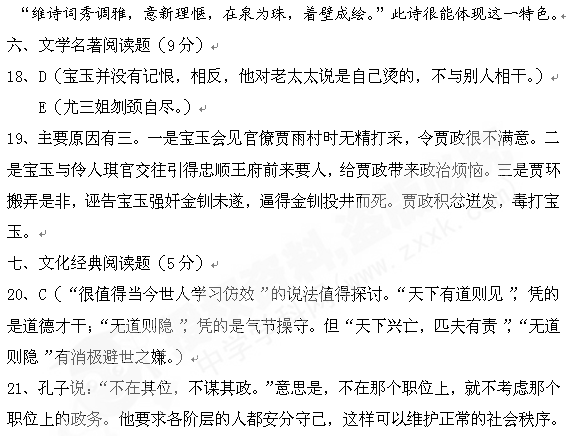 “维诗词秀调雅，意新理惬，在泉为珠，着壁成绘。”此诗很能体现这一特色。
六、文学名著阅读题（9分）
18、D（宝玉并没有记恨，相反，他对老太太说是自己烫的，不与别人相干。）
E（尤三姐刎颈自尽。）
19、主要原因有三。一是宝玉会见官僚贾雨村时无精打采，令贾政很不满意。二
是宝玉与伶人琪官交往引得忠顺王府前来要人，给贾政带来政治烦恼。三是贾环
搬弄是非，诬告宝玉强奸金钏未遂，逼得金钏投井而死。贾政积忿迸发，毒打宝
玉。
七、文化经典阅读题（5分）
20、C（“很值得当今世人学习仿效”的说法值得探讨。“天下有道则见”，凭的
是道德才干；“无道则隐”，凭的是气节操守。但“天下兴亡，匹夫有责”，“无道
则隐”有消极避世之嫌。）
21、孔子说：“不在其位，不谋其政。”意思是，不在那个职位上，就不考虑那个
职位上的政务。他要求各阶层的人都安分守己，这样可以维护正常的社会秩序。